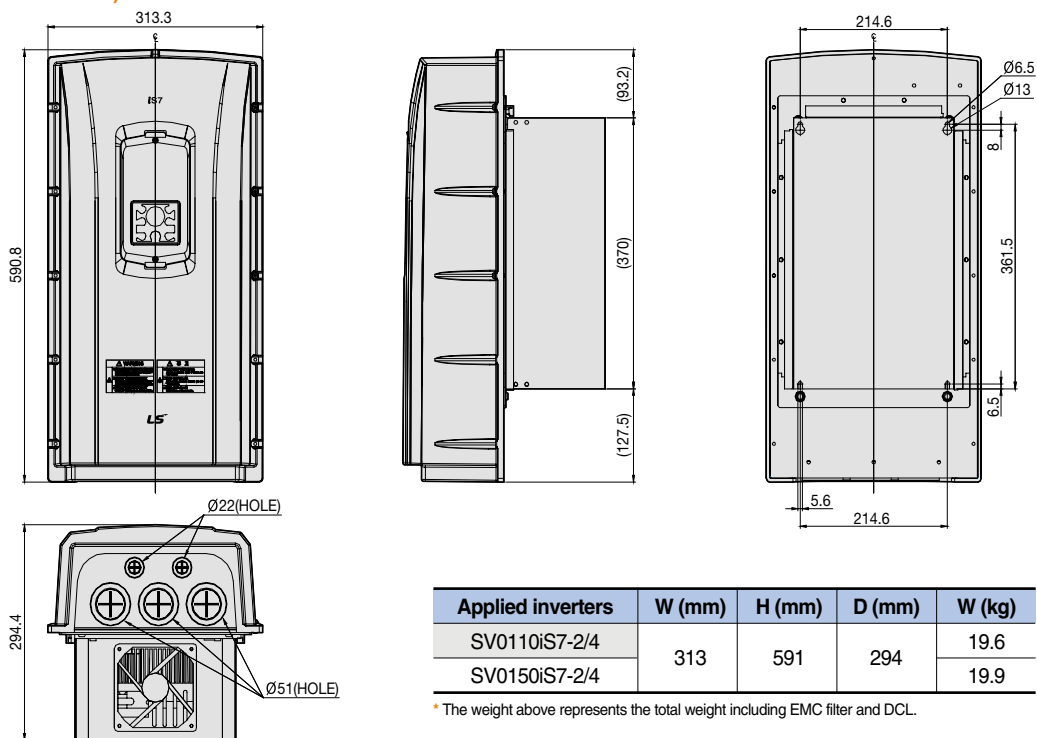 313.3
℄
590.8
iS7
WARNING
LS
(93.2)
(370)
(127.5)
214.6
℄
Ø6.5
Ø13
8
361.5
6.5
5.6
214.6
Ø22(HOLE)
294.4
Ø51(HOLE)
Applied inverters W (mm) H (mm) D (mm) W (kg)
SV0110iS7-2/4 313 591 294 19.6
SV0150iS7-2/4 19.9
* The weight above represents the total weight including EMC filter and DCL.